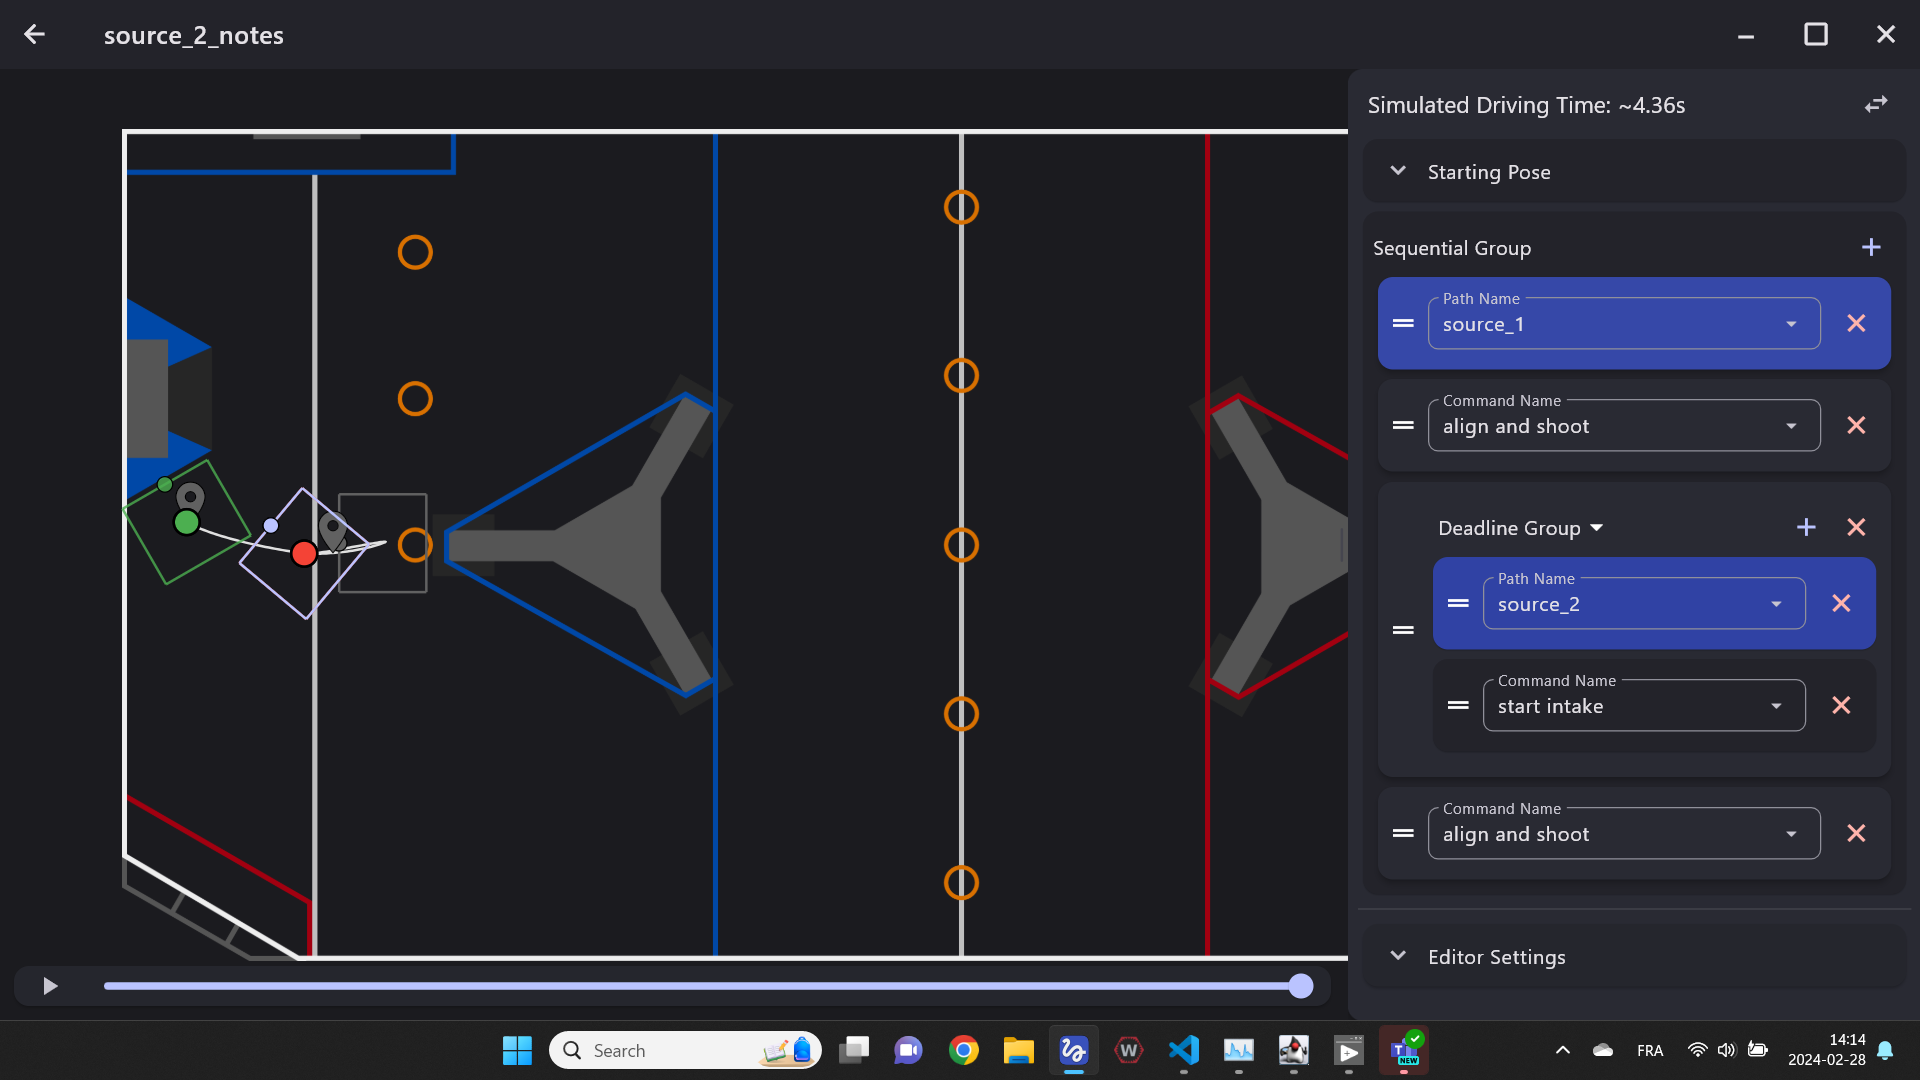 source_2_notes
Simulated Driving Time: ~4.36s
Starting Pose
Sequential Group
Path Name
source_1
Command Name
align and shoot
Deadline Group
Path Name
source_2
Command Name
start intake
Command Name
align and shoot
Editor Settings
Search
W
T
NEW
FRA
14:14
2024-02-28